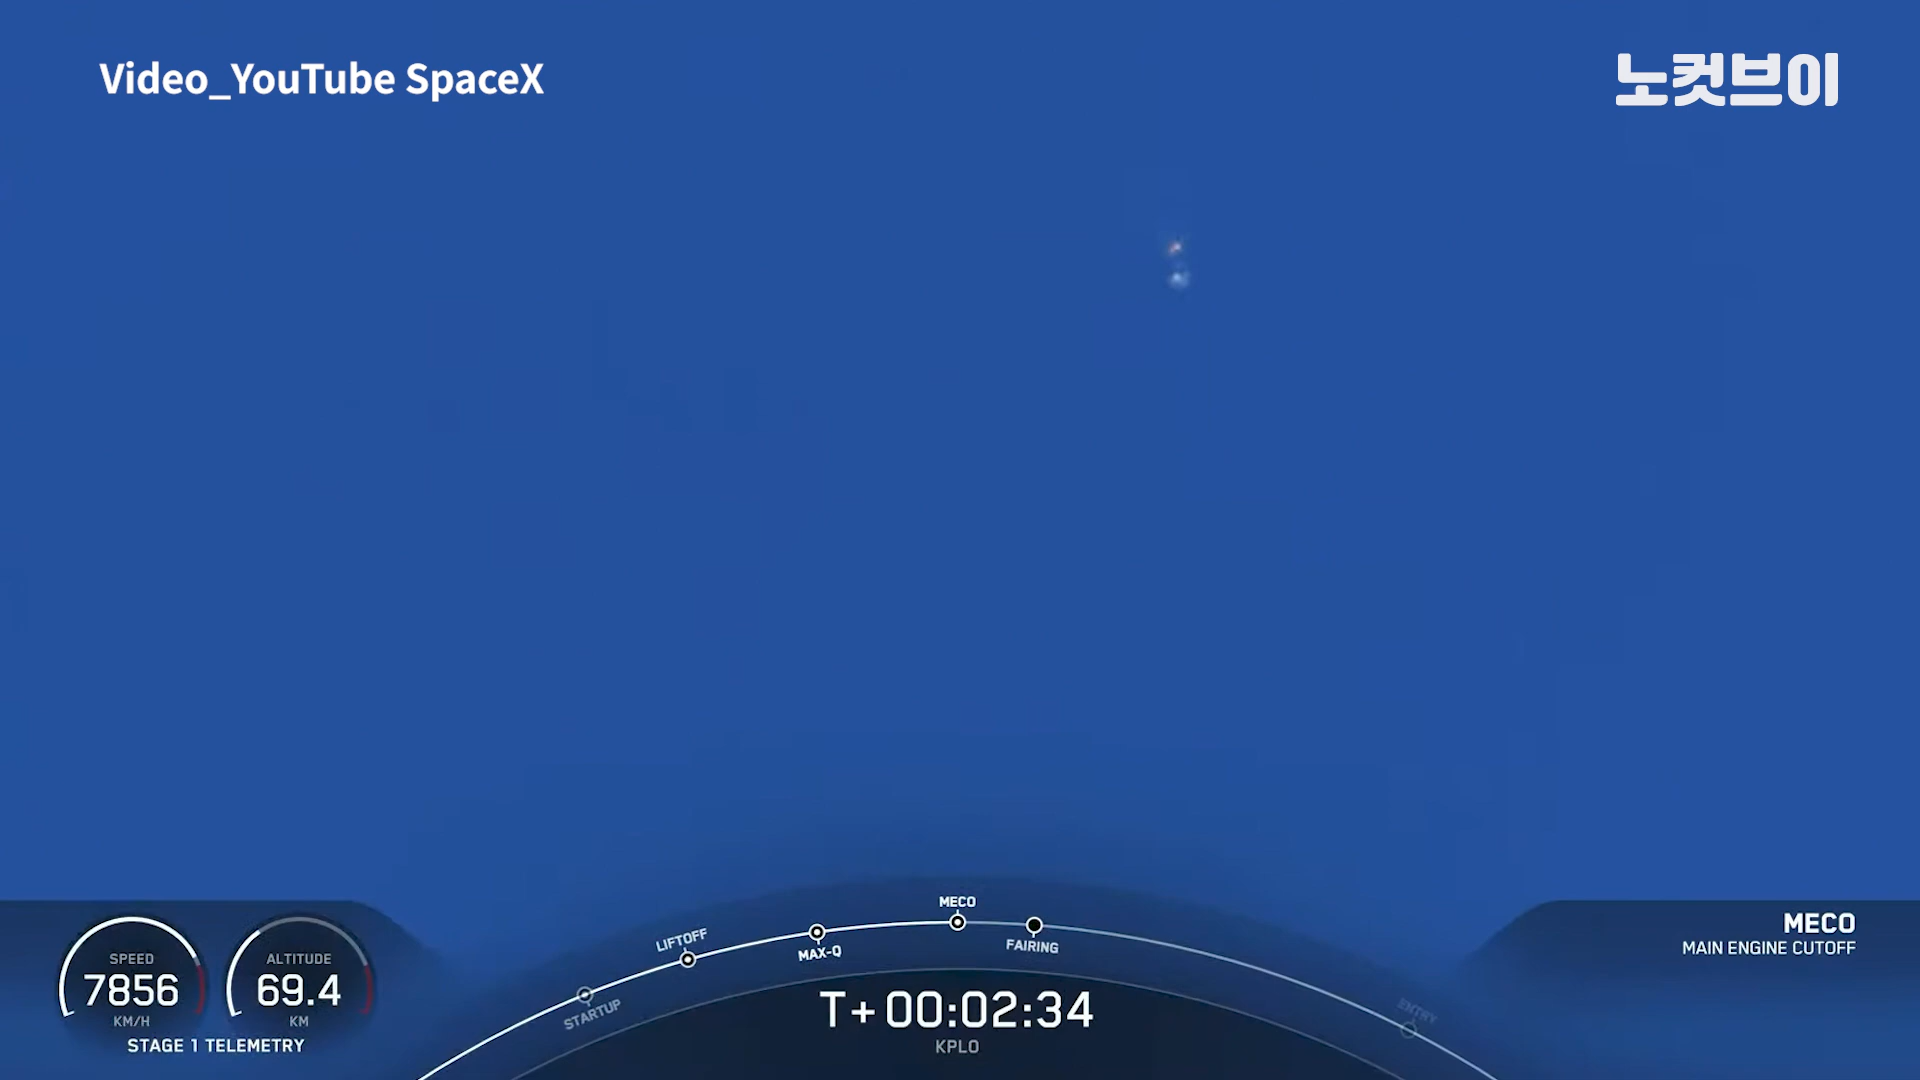 Video_YouTube SpaceX
노컷브이
MECO
LIFTOFF
MAX-Q
FAIRING
STARTUP
ENTRY
SPEED
7856
KM/H
ALTITUDE
69.4
KM
STAGE 1 TELEMETRY
T+00:02:34
KPLO
MECO
MAIN ENGINE CUTOFF